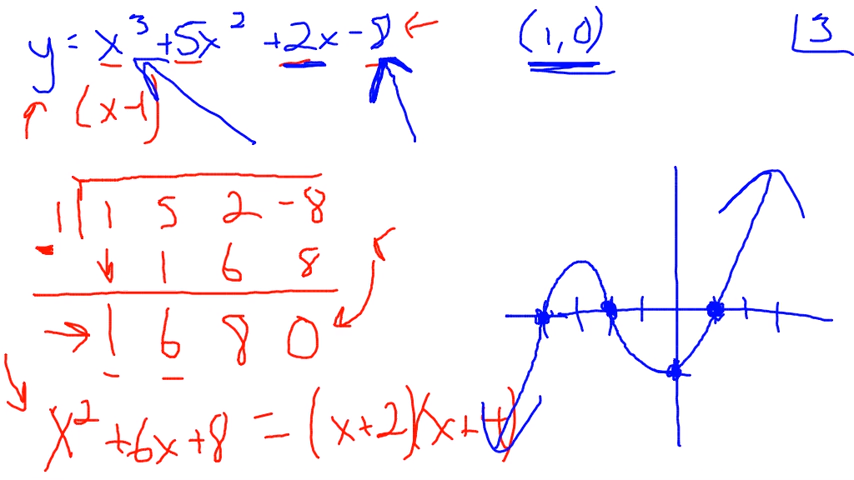 y = x³ + 5x² + 2x - 8 ← (1, 0) 3
(x-1)
1 1 5 2 -8
↓ 1 6 8
→ 1 6 8 0
x² + 6x + 8 = (x+2)(x+4)